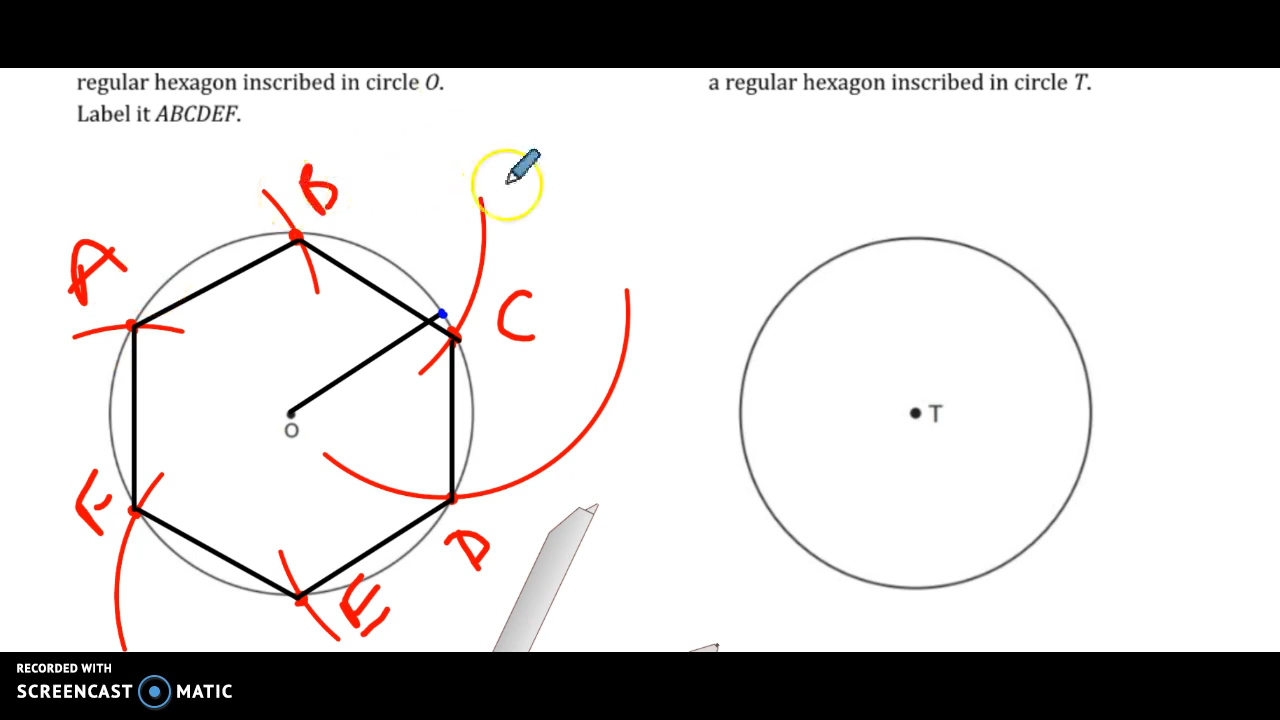 regular hexagon inscribed in circle O.
Label it ABCDEF.
a regular hexagon inscribed in circle T.
B
A
C
O
T
F
D
E
RECORDED WITH
SCREENCAST MATIC